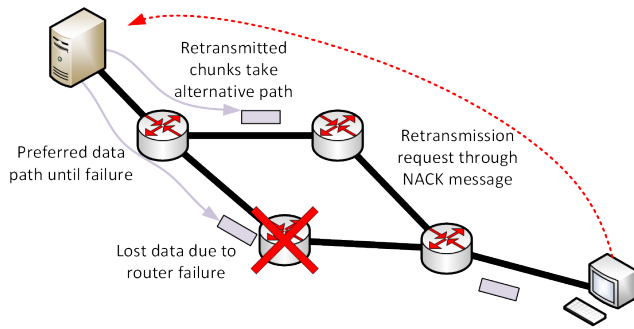 Retransmitted
chunks take
alternative path
Retransmission
request through
NACK message
Preferred data
path until failure
Lost data due to
router failure